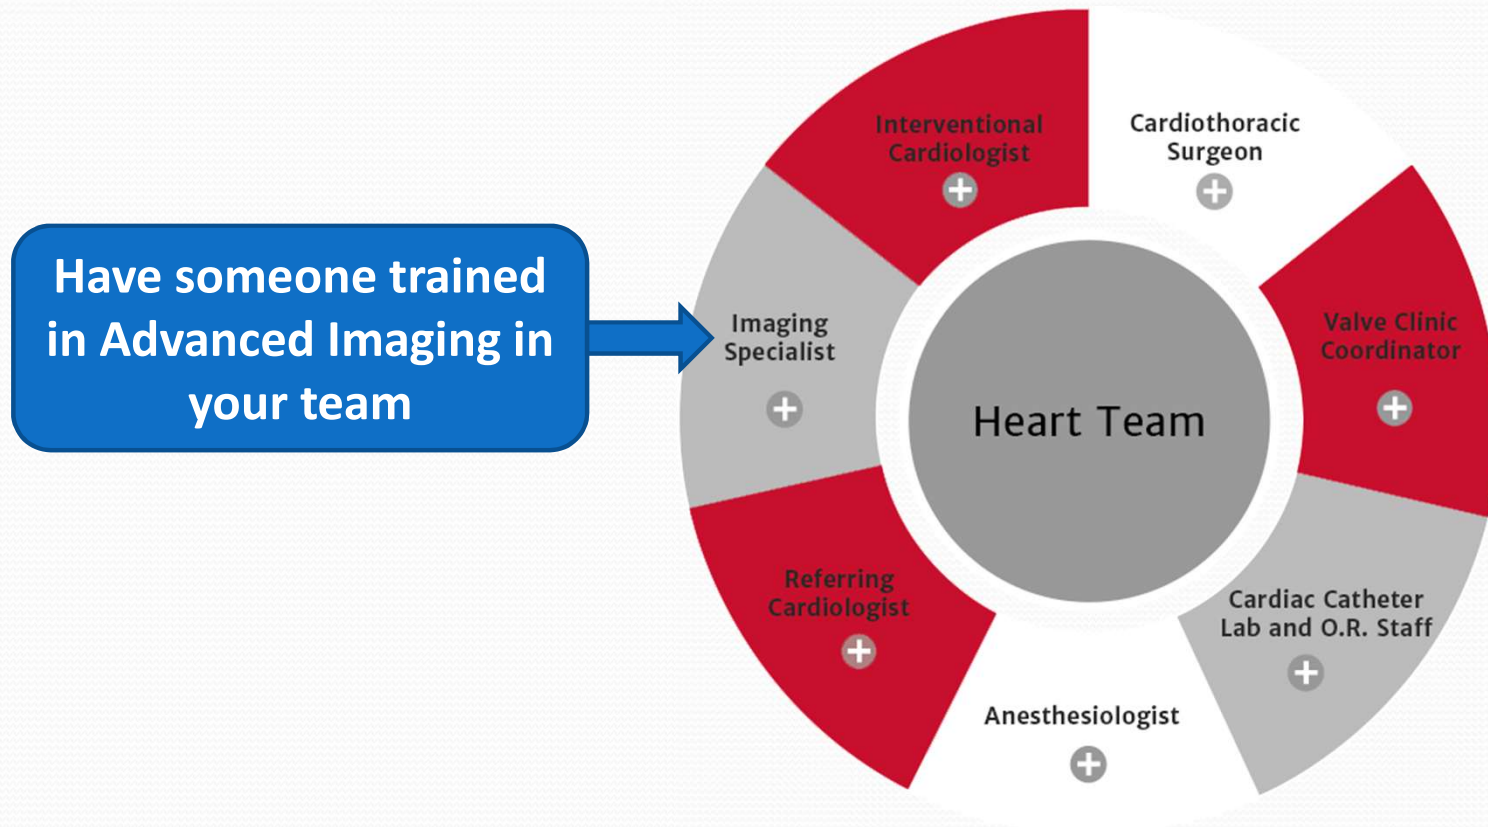 Have someone trained
in Advanced Imaging in
your team
Interventional
Cardiologist
Cardiothoracic
Surgeon
Imaging
Specialist
Valve Clinic
Coordinator
Heart Team
Referring
Cardiologist
Cardiac Catheter
Lab and O.R. Staff
Anesthesiologist